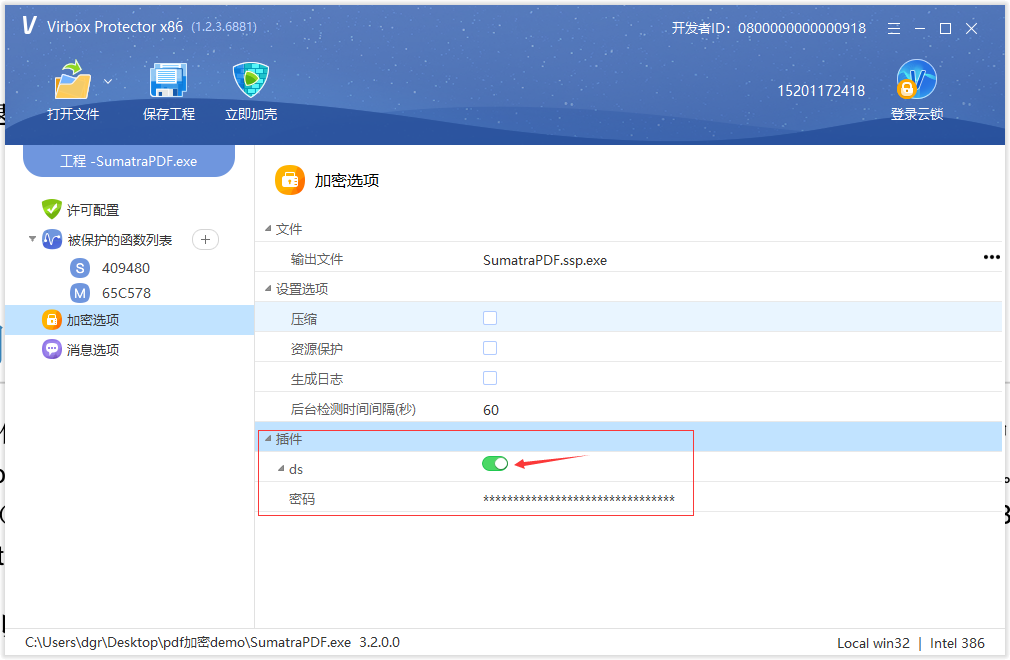 V Virbox Protector x86 (1.2.3.6881) 开发者ID: 0800000000000918
打开文件 保存工程 立即加壳 15201172418 登录云锁
工程 -SumatraPDF.exe
许可配置
被保护的函数列表
S 409480
M 65C578
加密选项
消息选项
加密选项
文件
输出文件 SumatraPDF.ssp.exe •••
设置选项
压缩
资源保护
生成日志
后台检测时间间隔(秒) 60
插件
ds
密码 ********************************
C:\Users\dgr\Desktop\pdf加密demo\SumatraPDF.exe 3.2.0.0 Local win32 | Intel 386